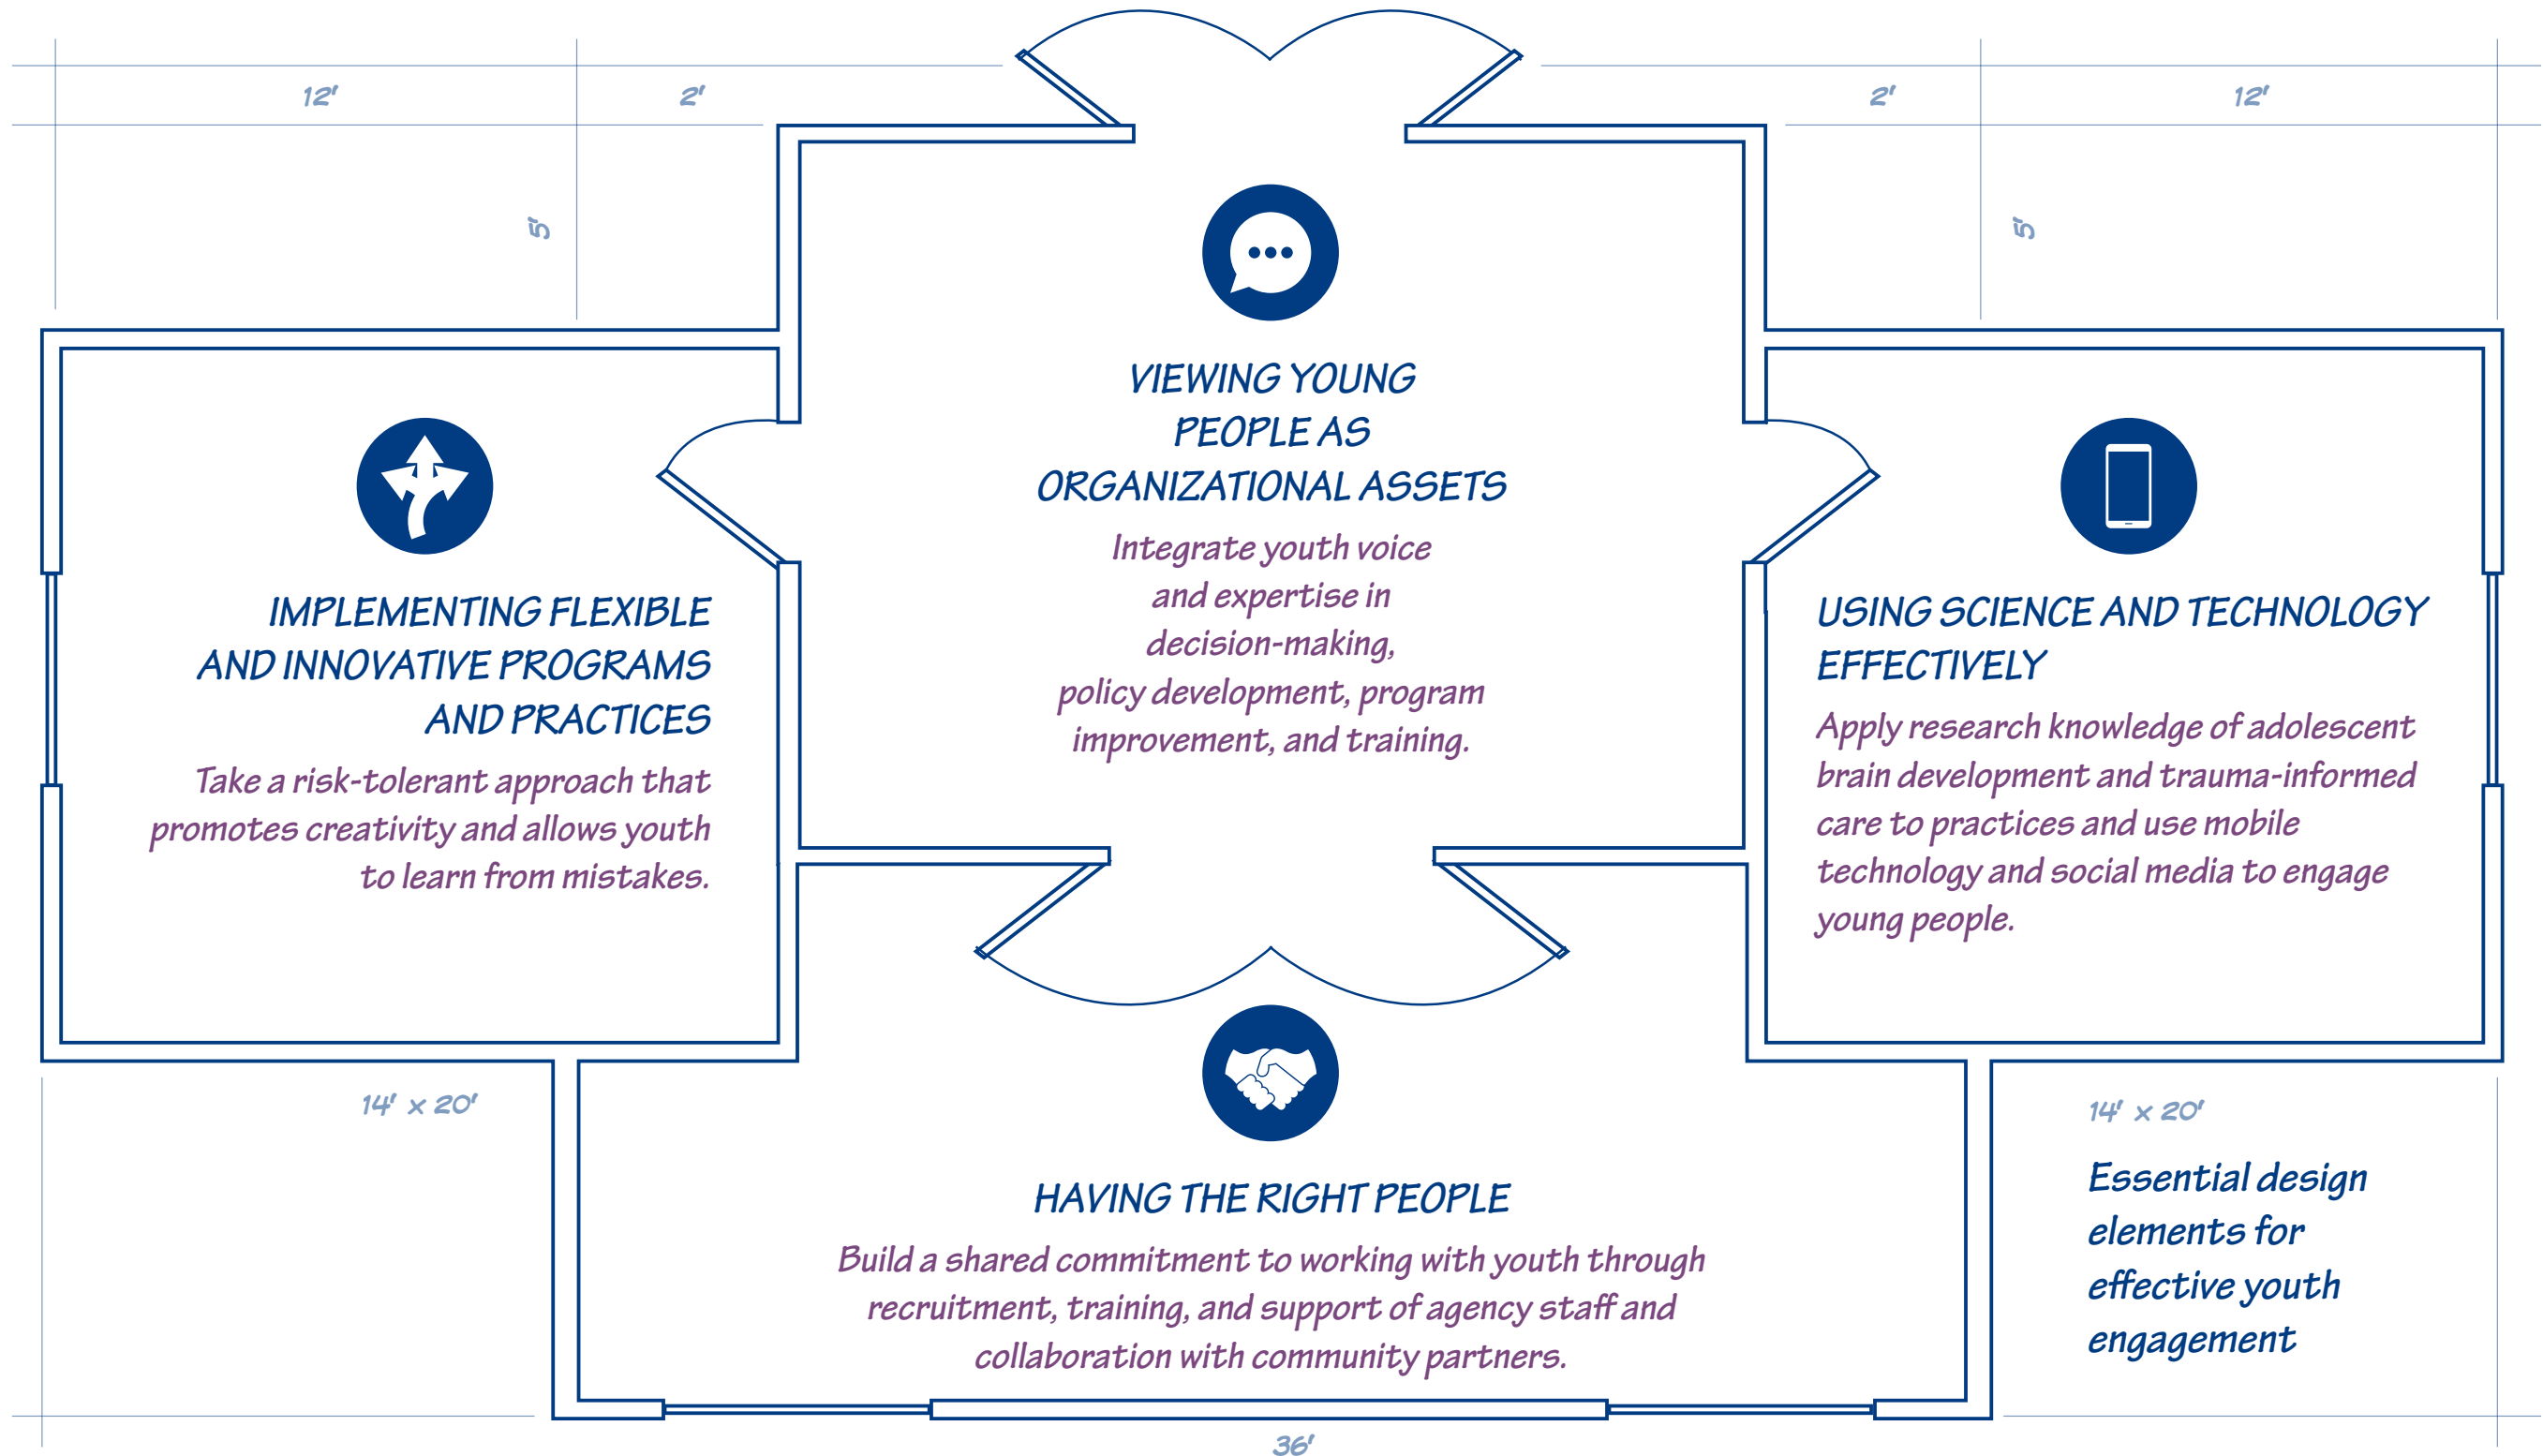 12'
2'
2'
12'
5'
5'
VIEWING YOUNG
PEOPLE AS
ORGANIZATIONAL ASSETS
Integrate youth voice
and expertise in
decision-making,
policy development, program
improvement, and training.
IMPLEMENTING FLEXIBLE
AND INNOVATIVE PROGRAMS
AND PRACTICES
Take a risk-tolerant approach that
promotes creativity and allows youth
to learn from mistakes.
USING SCIENCE AND TECHNOLOGY
EFFECTIVELY
Apply research knowledge of adolescent
brain development and trauma-informed
care to practices and use mobile
technology and social media to engage
young people.
14' x 20'
HAVING THE RIGHT PEOPLE
Build a shared commitment to working with youth through
recruitment, training, and support of agency staff and
collaboration with community partners.
14' x 20'
Essential design
elements for
effective youth
engagement
36'